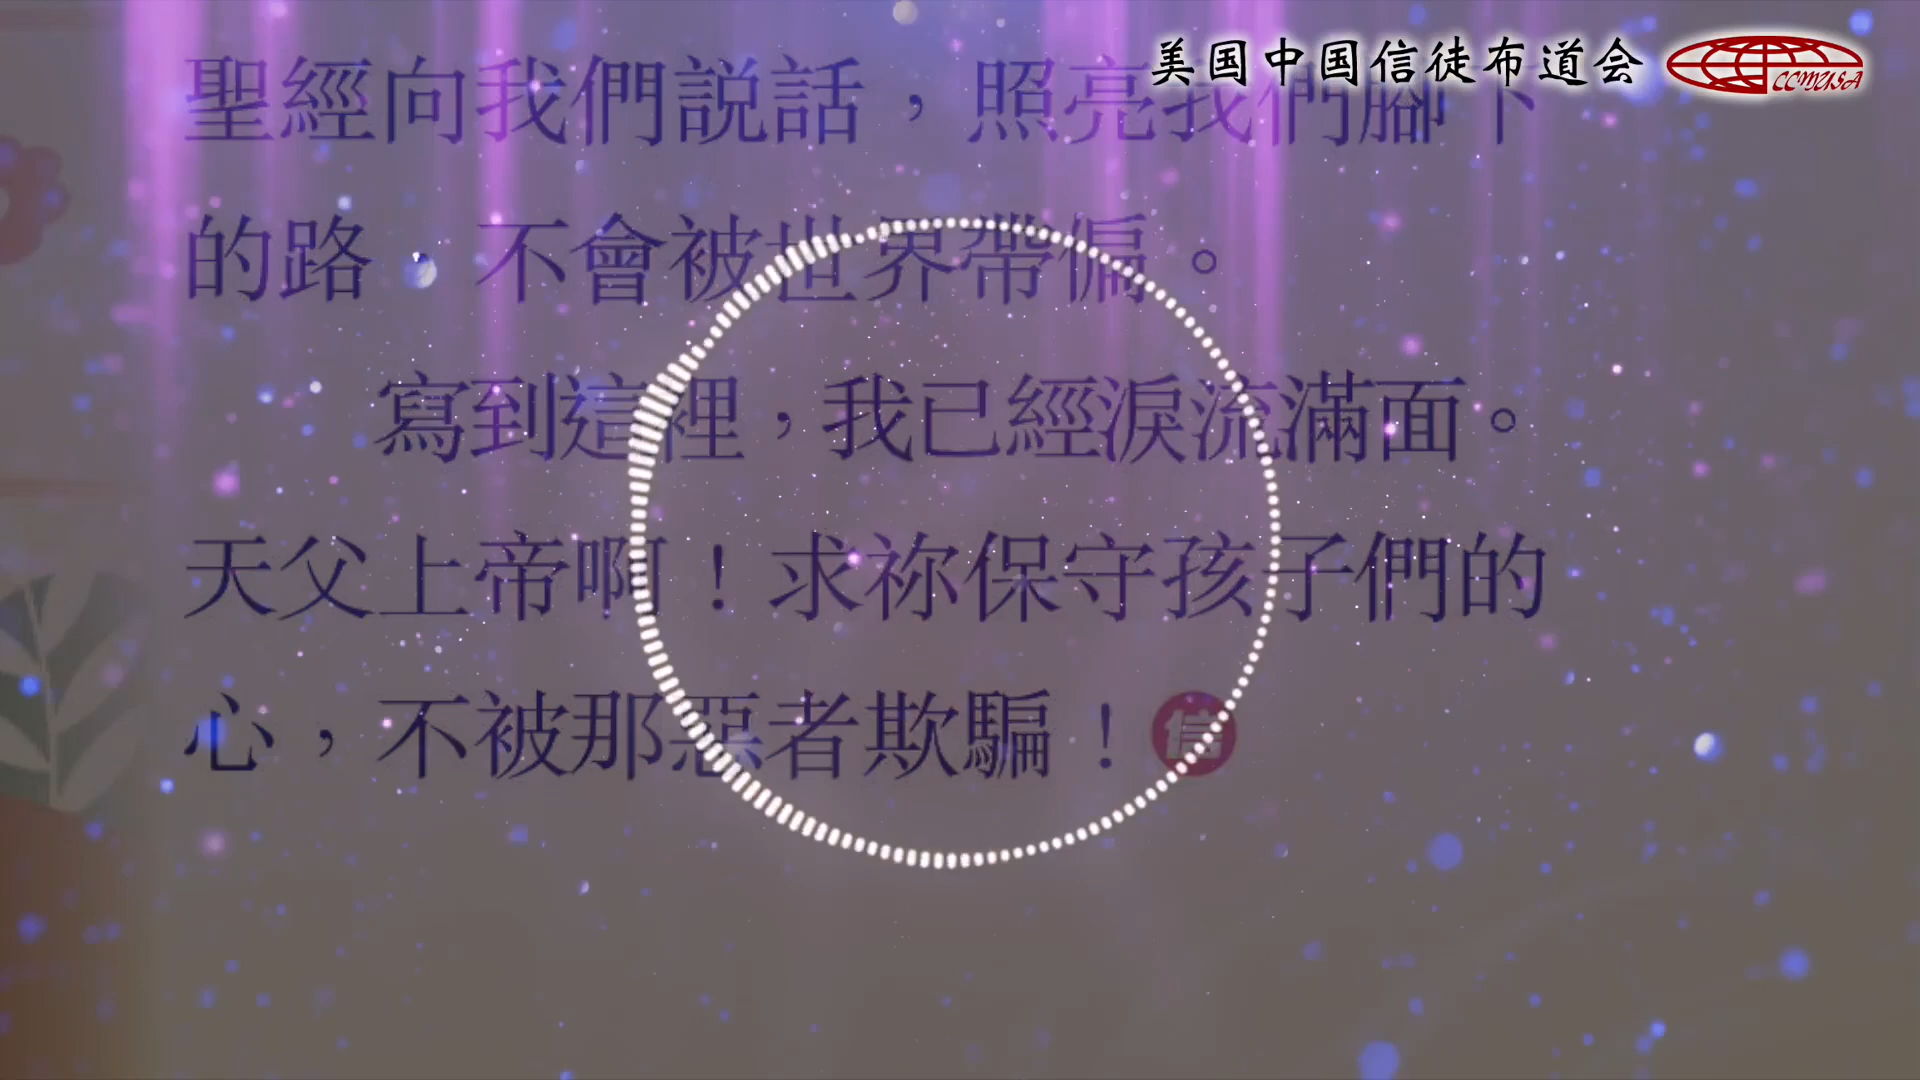 美国中国信徒布道会
CCMUSA
聖經向我們說話，照亮我們腳下
的路，不會被世界帶偏。
寫到這裡，我已經淚流滿面。
天父上帝啊！求祢保守孩子們的
心，不被那惡者欺騙！信